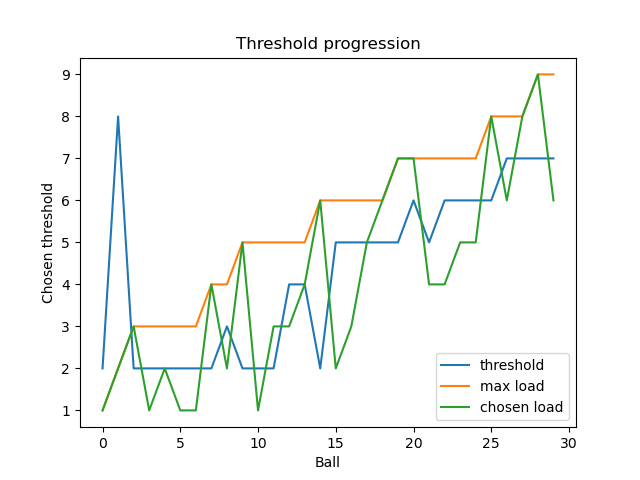 Threshold progression
Chosen threshold
9
8
7
6
5
4
3
2
1
threshold
max load
chosen load
0 5 10 15 20 25 30
Ball